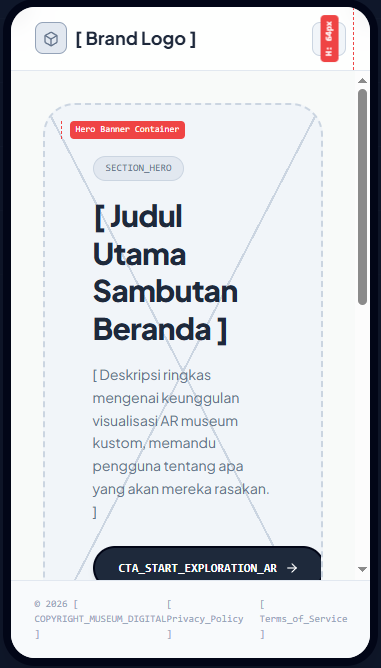 [ Brand Logo ]
H: 64px
Hero Banner Container
SECTION_HERO
[ Judul
Utama
Sambutan
Beranda ]
[ Deskripsi ringkas
mengenai keunggulan
visualisasi AR museum
kustom, memandu
pengguna tentang apa
yang akan mereka rasakan.
]
CTA_START_EXPLORATION_AR →
© 2026 [
COPYRIGHT_MUSEUM_DIGITAL
]
[
Privacy_Policy
]
[
Terms_of_Service
]